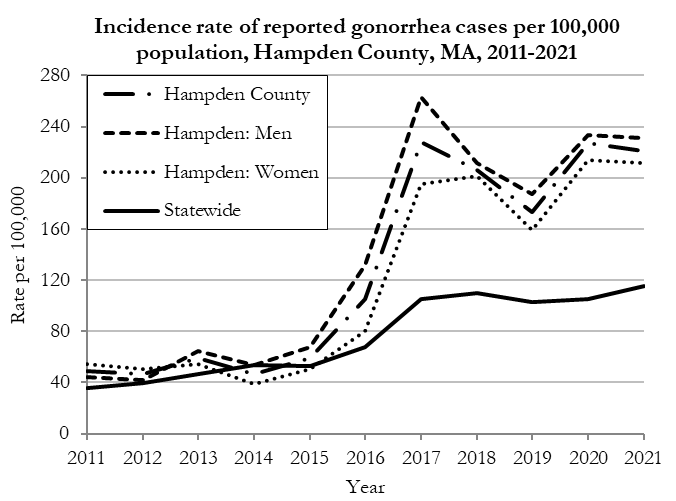 Incidence rate of reported gonorrhea cases per 100,000
population, Hampden County, MA, 2011-2021
280
240
200
160
120
80
40
0
Rate per 100,000
Hampden County
Hampden: Men
Hampden: Women
Statewide
2011 2012 2013 2014 2015 2016 2017 2018 2019 2020 2021
Year